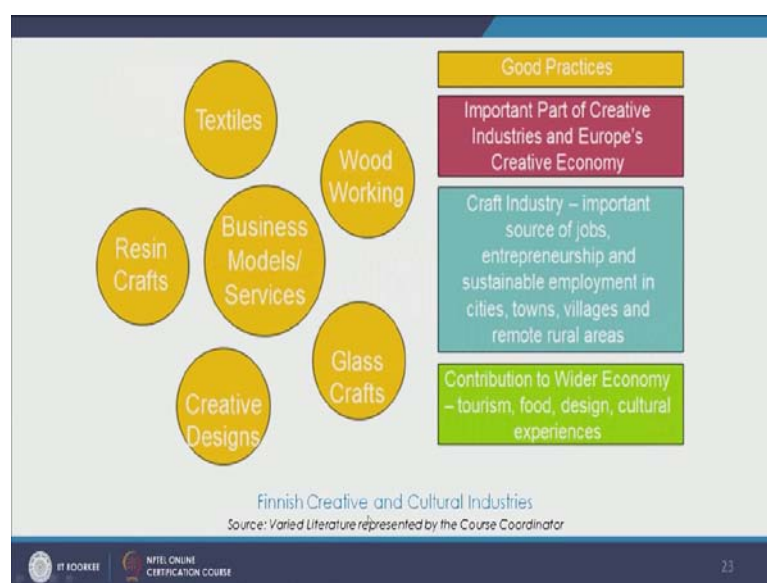 Textiles
Wood
Working
Business
Models/
Services
Resin
Crafts
Glass
Crafts
Creative
Designs
Good Practices
Important Part of Creative
Industries and Europe's
Creative Economy
Craft Industry – important
source of jobs,
entrepreneurship and
sustainable employment in
cities, towns, villages and
remote rural areas
Contribution to Wider Economy
– tourism, food, design, cultural
experiences
Finnish Creative and Cultural Industries
Source: Varied Literature represented by the Course Coordinator
IIT ROORKEE
NPTEL ONLINE
CERTIFICATION COURSE
23